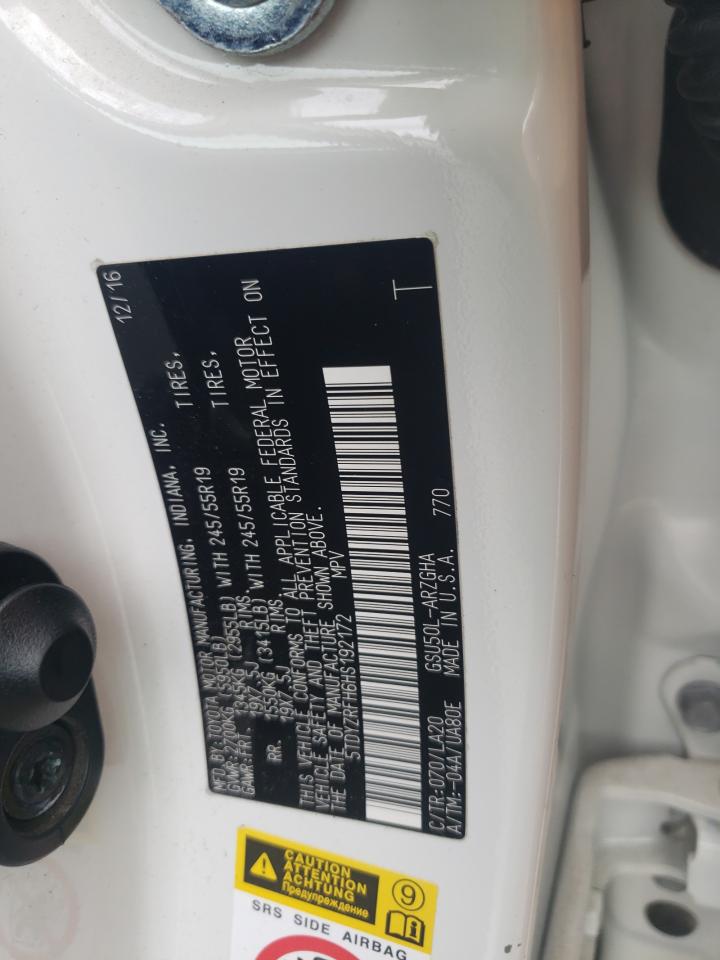 MFD.BY:TOYOTA MOTOR MANUFACTURING, INDIANA, INC. 12/16
GVWR:2700KG (5950LB)
GAWR:FRT. 1345KG (2955LB) WITH 245/55R19 TIRES,
19X7.5J RIMS.
RR. 1550KG (3415LB) WITH 245/55R19 TIRES,
19X7.5J RIMS.
THIS VEHICLE CONFORMS TO ALL APPLICABLE FEDERAL MOTOR
VEHICLE SAFETY AND THEFT PREVENTION STANDARDS IN EFFECT ON
THE DATE OF MANUFACTURE SHOWN ABOVE.
5TDYZRFH6HS192172 MPV
C/TR:070/LA20 GSU50L-ARZGHA T
A/TM:-04A/UA80E MADE IN U.S.A. 770
CAUTION
ATTENTION
ACHTUNG
Предупреждение
9
i
SRS SIDE AIRBAG